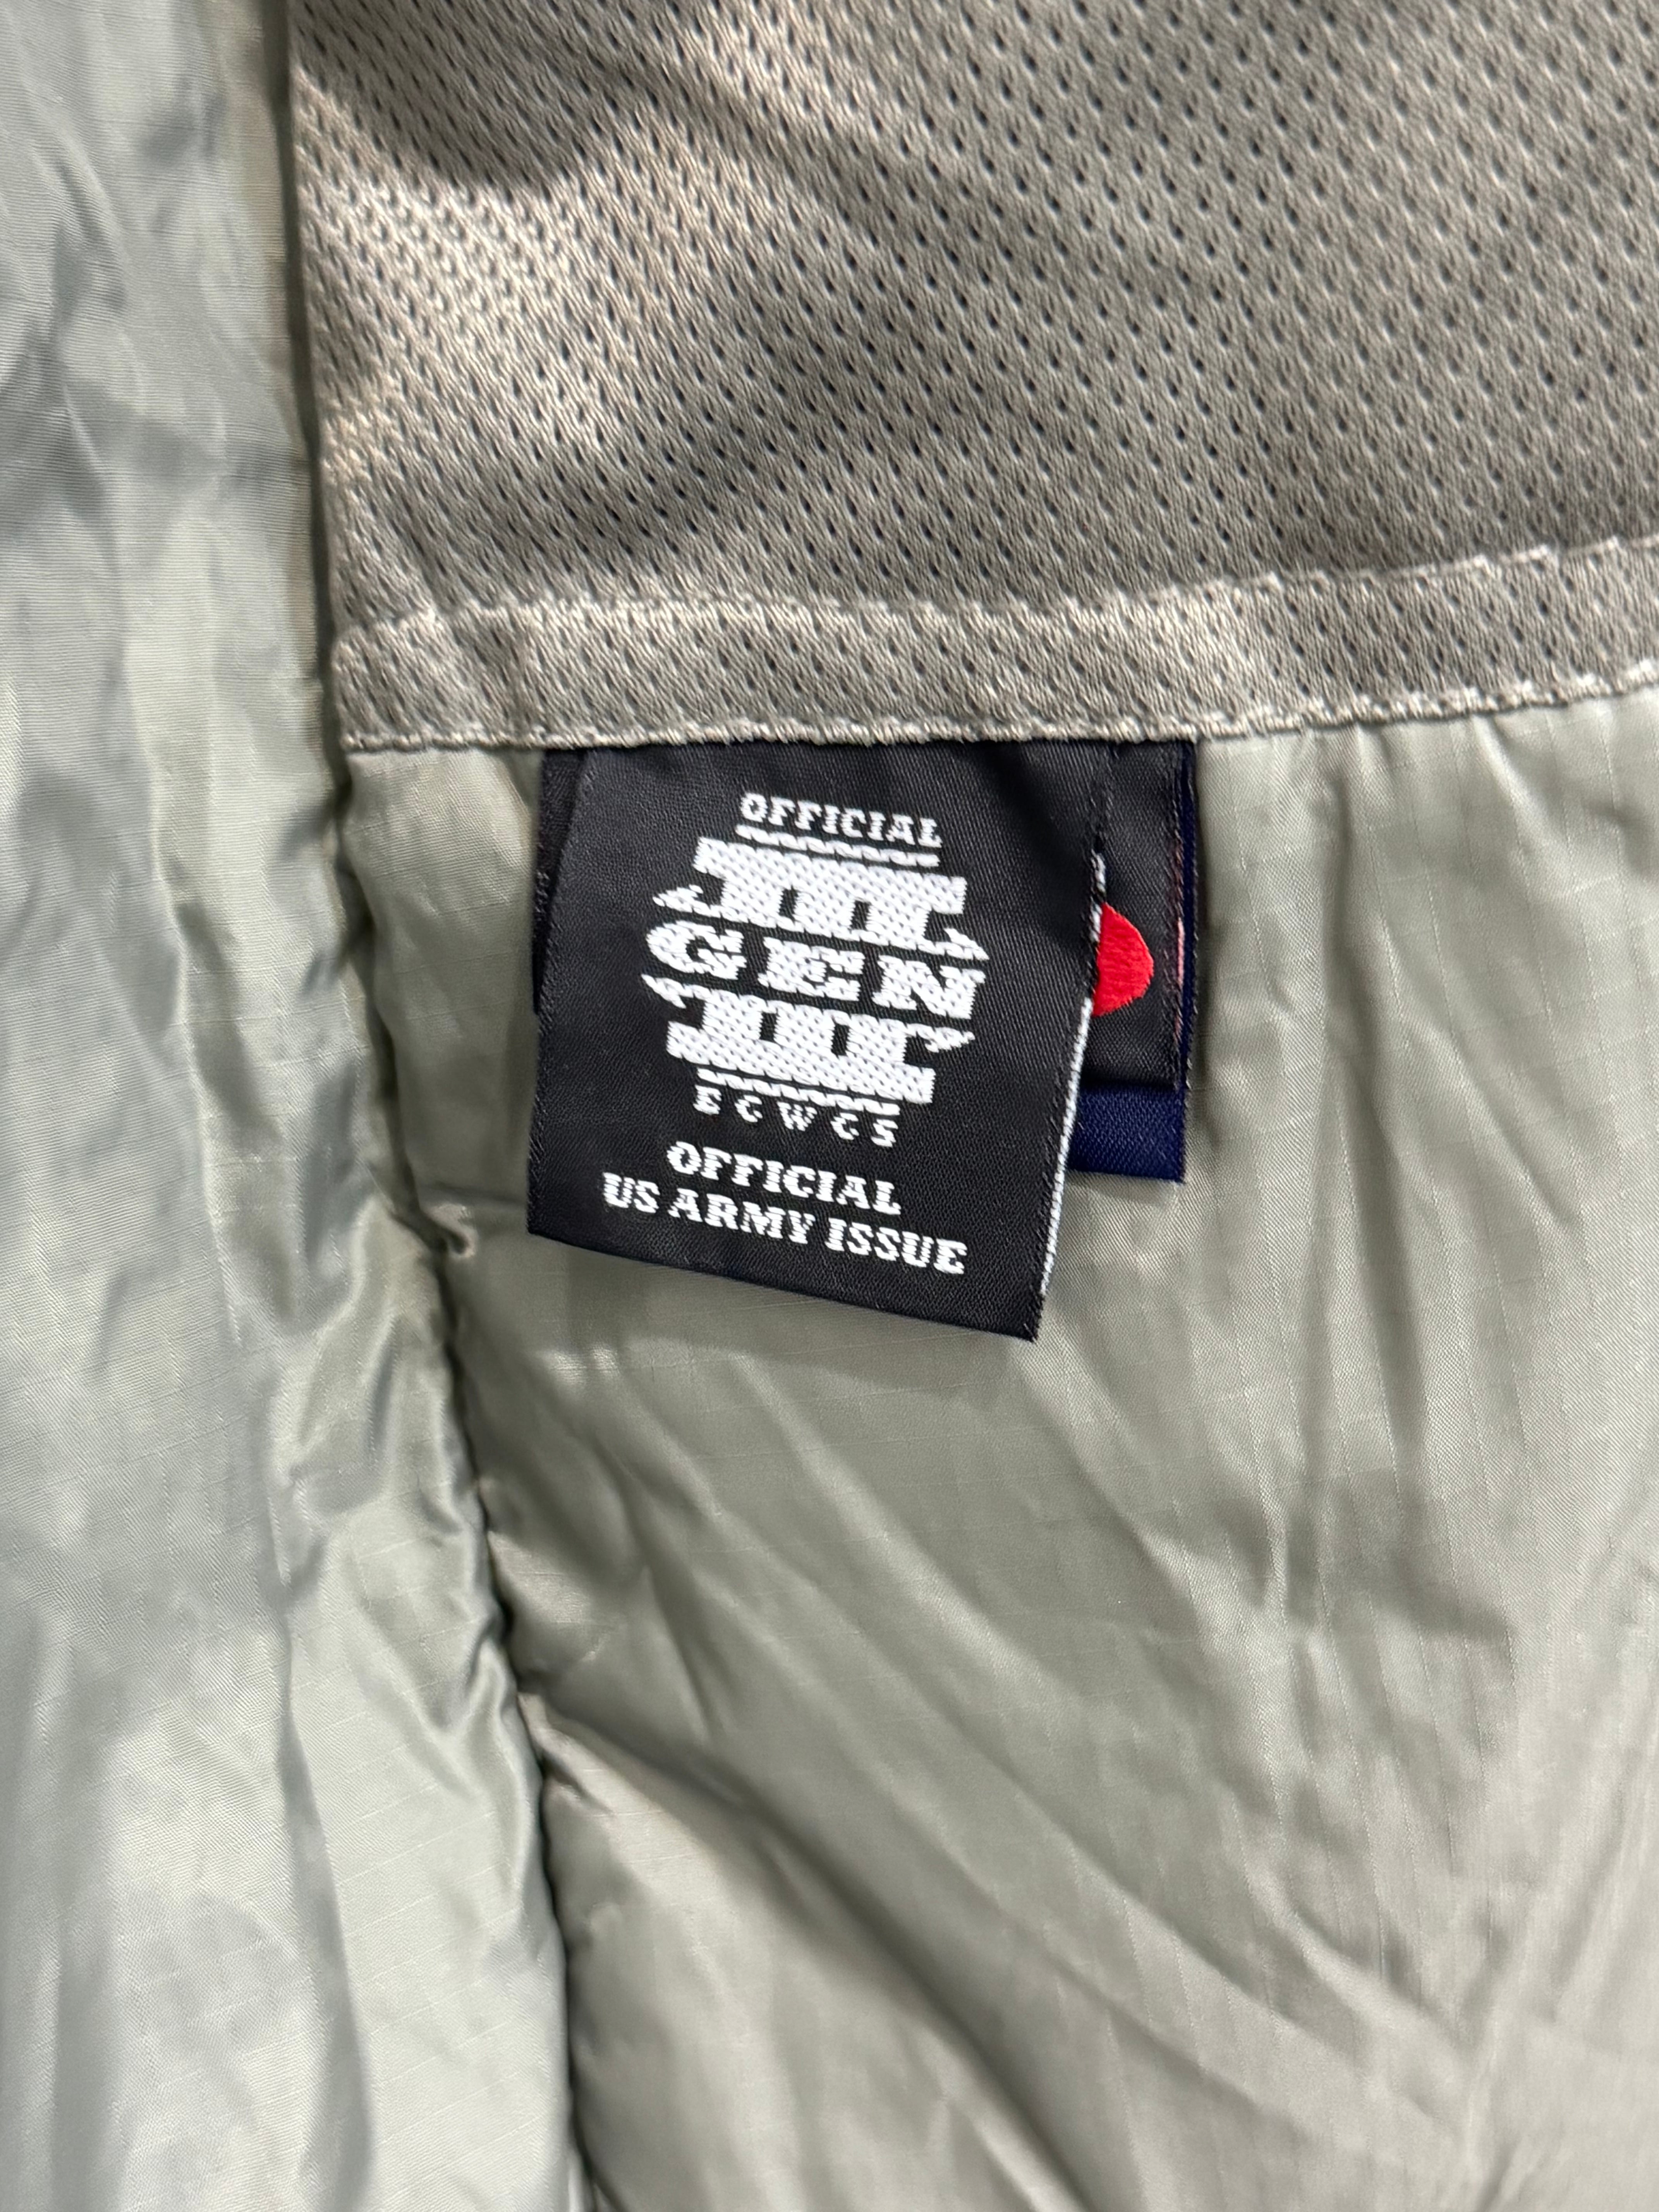 OFFICIAL
III
GEN
III
ECWCS
OFFICIAL
US ARMY ISSUE